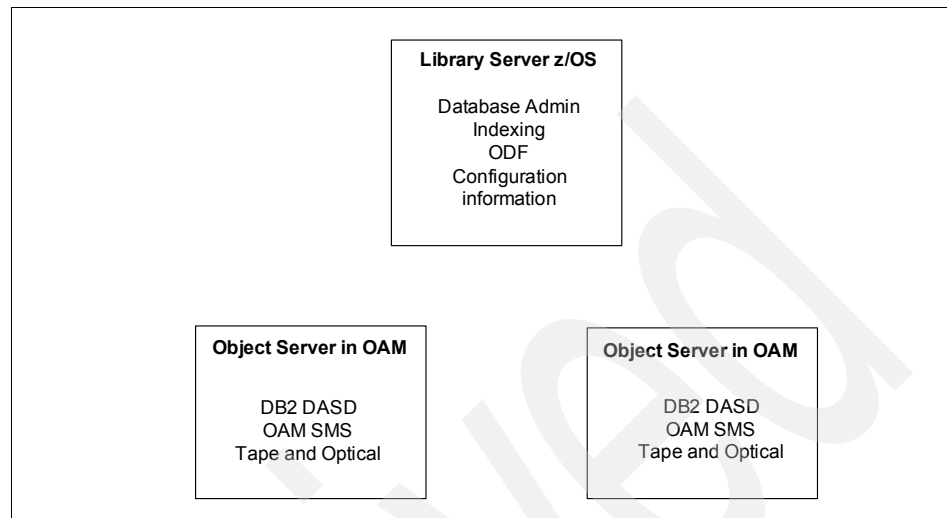 Library Server z/OS
Database Admin
Indexing
ODF
Configuration
information
Object Server in OAM
DB2 DASD
OAM SMS
Tape and Optical
Object Server in OAM
DB2 DASD
OAM SMS
Tape and Optical